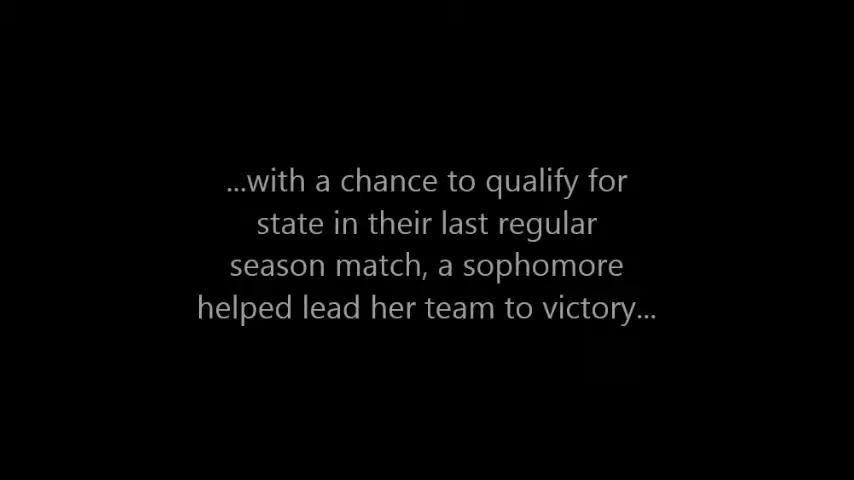 ...with a chance to qualify for
state in their last regular
season match, a sophomore
helped lead her team to victory...